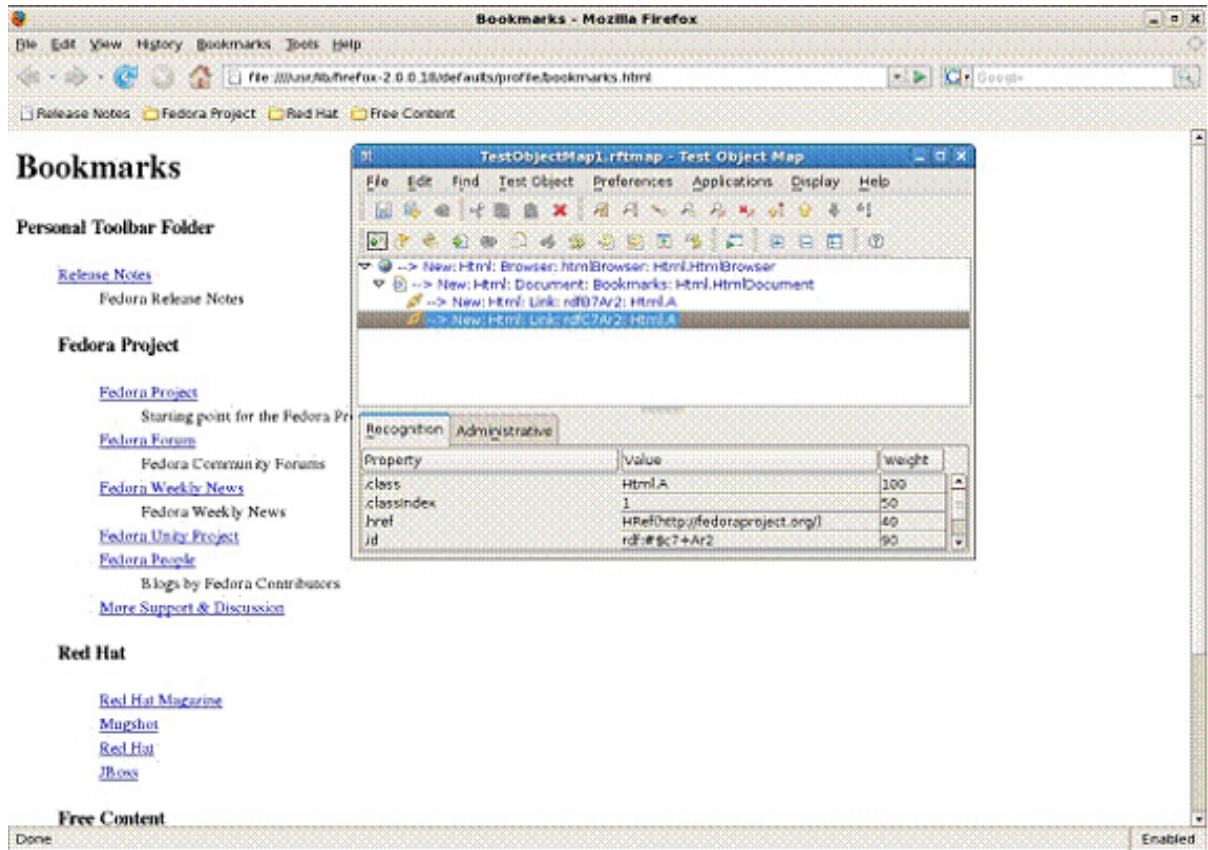 Bookmarks - Mozilla Firefox
File Edit View History Bookmarks Tools Help
file:////usr/lib/firefox-2.0.0.18/defaults/profile/bookmarks.html
Google
Release Notes Fedora Project Red Hat Free Content
Bookmarks
Personal Toolbar Folder
Release Notes
Fedora Release Notes
Fedora Project
Fedora Project
Starting point for the Fedora Pr
Fedora Forum
Fedora Community Forums
Fedora Weekly News
Fedora Weekly News
Fedora Unity Project
Fedora People
Blogs by Fedora Contributors
More Support & Discussion
Red Hat
Red Hat Magazine
Mugshot
Red Hat
JBoss
Free Content
TestObjectMap1.rftmap - Test Object Map
File Edit Find Test Object Preferences Applications Display Help
--> New: Html: Browser: htmlBrowser: Html.HtmlBrowser
--> New: Html: Document: Bookmarks: Html.HtmlDocument
--> New: Html: Link: rdfB7Ar2: Html.A
--> New: Html: Link: rdfC7Ar2: Html.A
Recognition Administrative
Property Value weight
.class Html.A 100
.classIndex 1 50
.href HRef(http://fedoraproject.org/) 40
.id rdf:#$c7+Ar2 90
Done Enabled